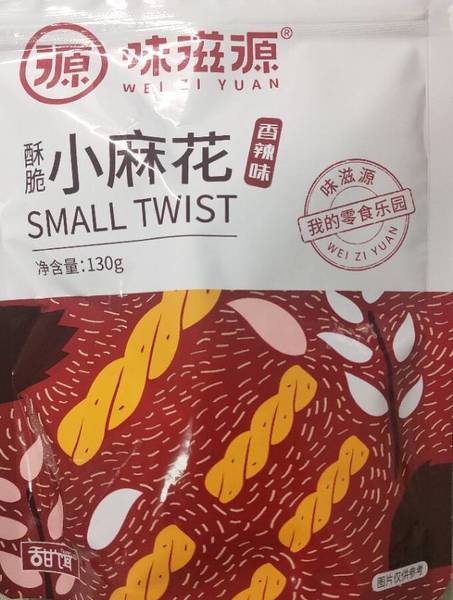 源 味滋源®
WEI ZI YUAN
酥脆 小麻花 香辣味
SMALL TWIST
净含量:130g
味滋源
我的零食乐园
WEI ZI YUAN
甜饵
图片仅供参考